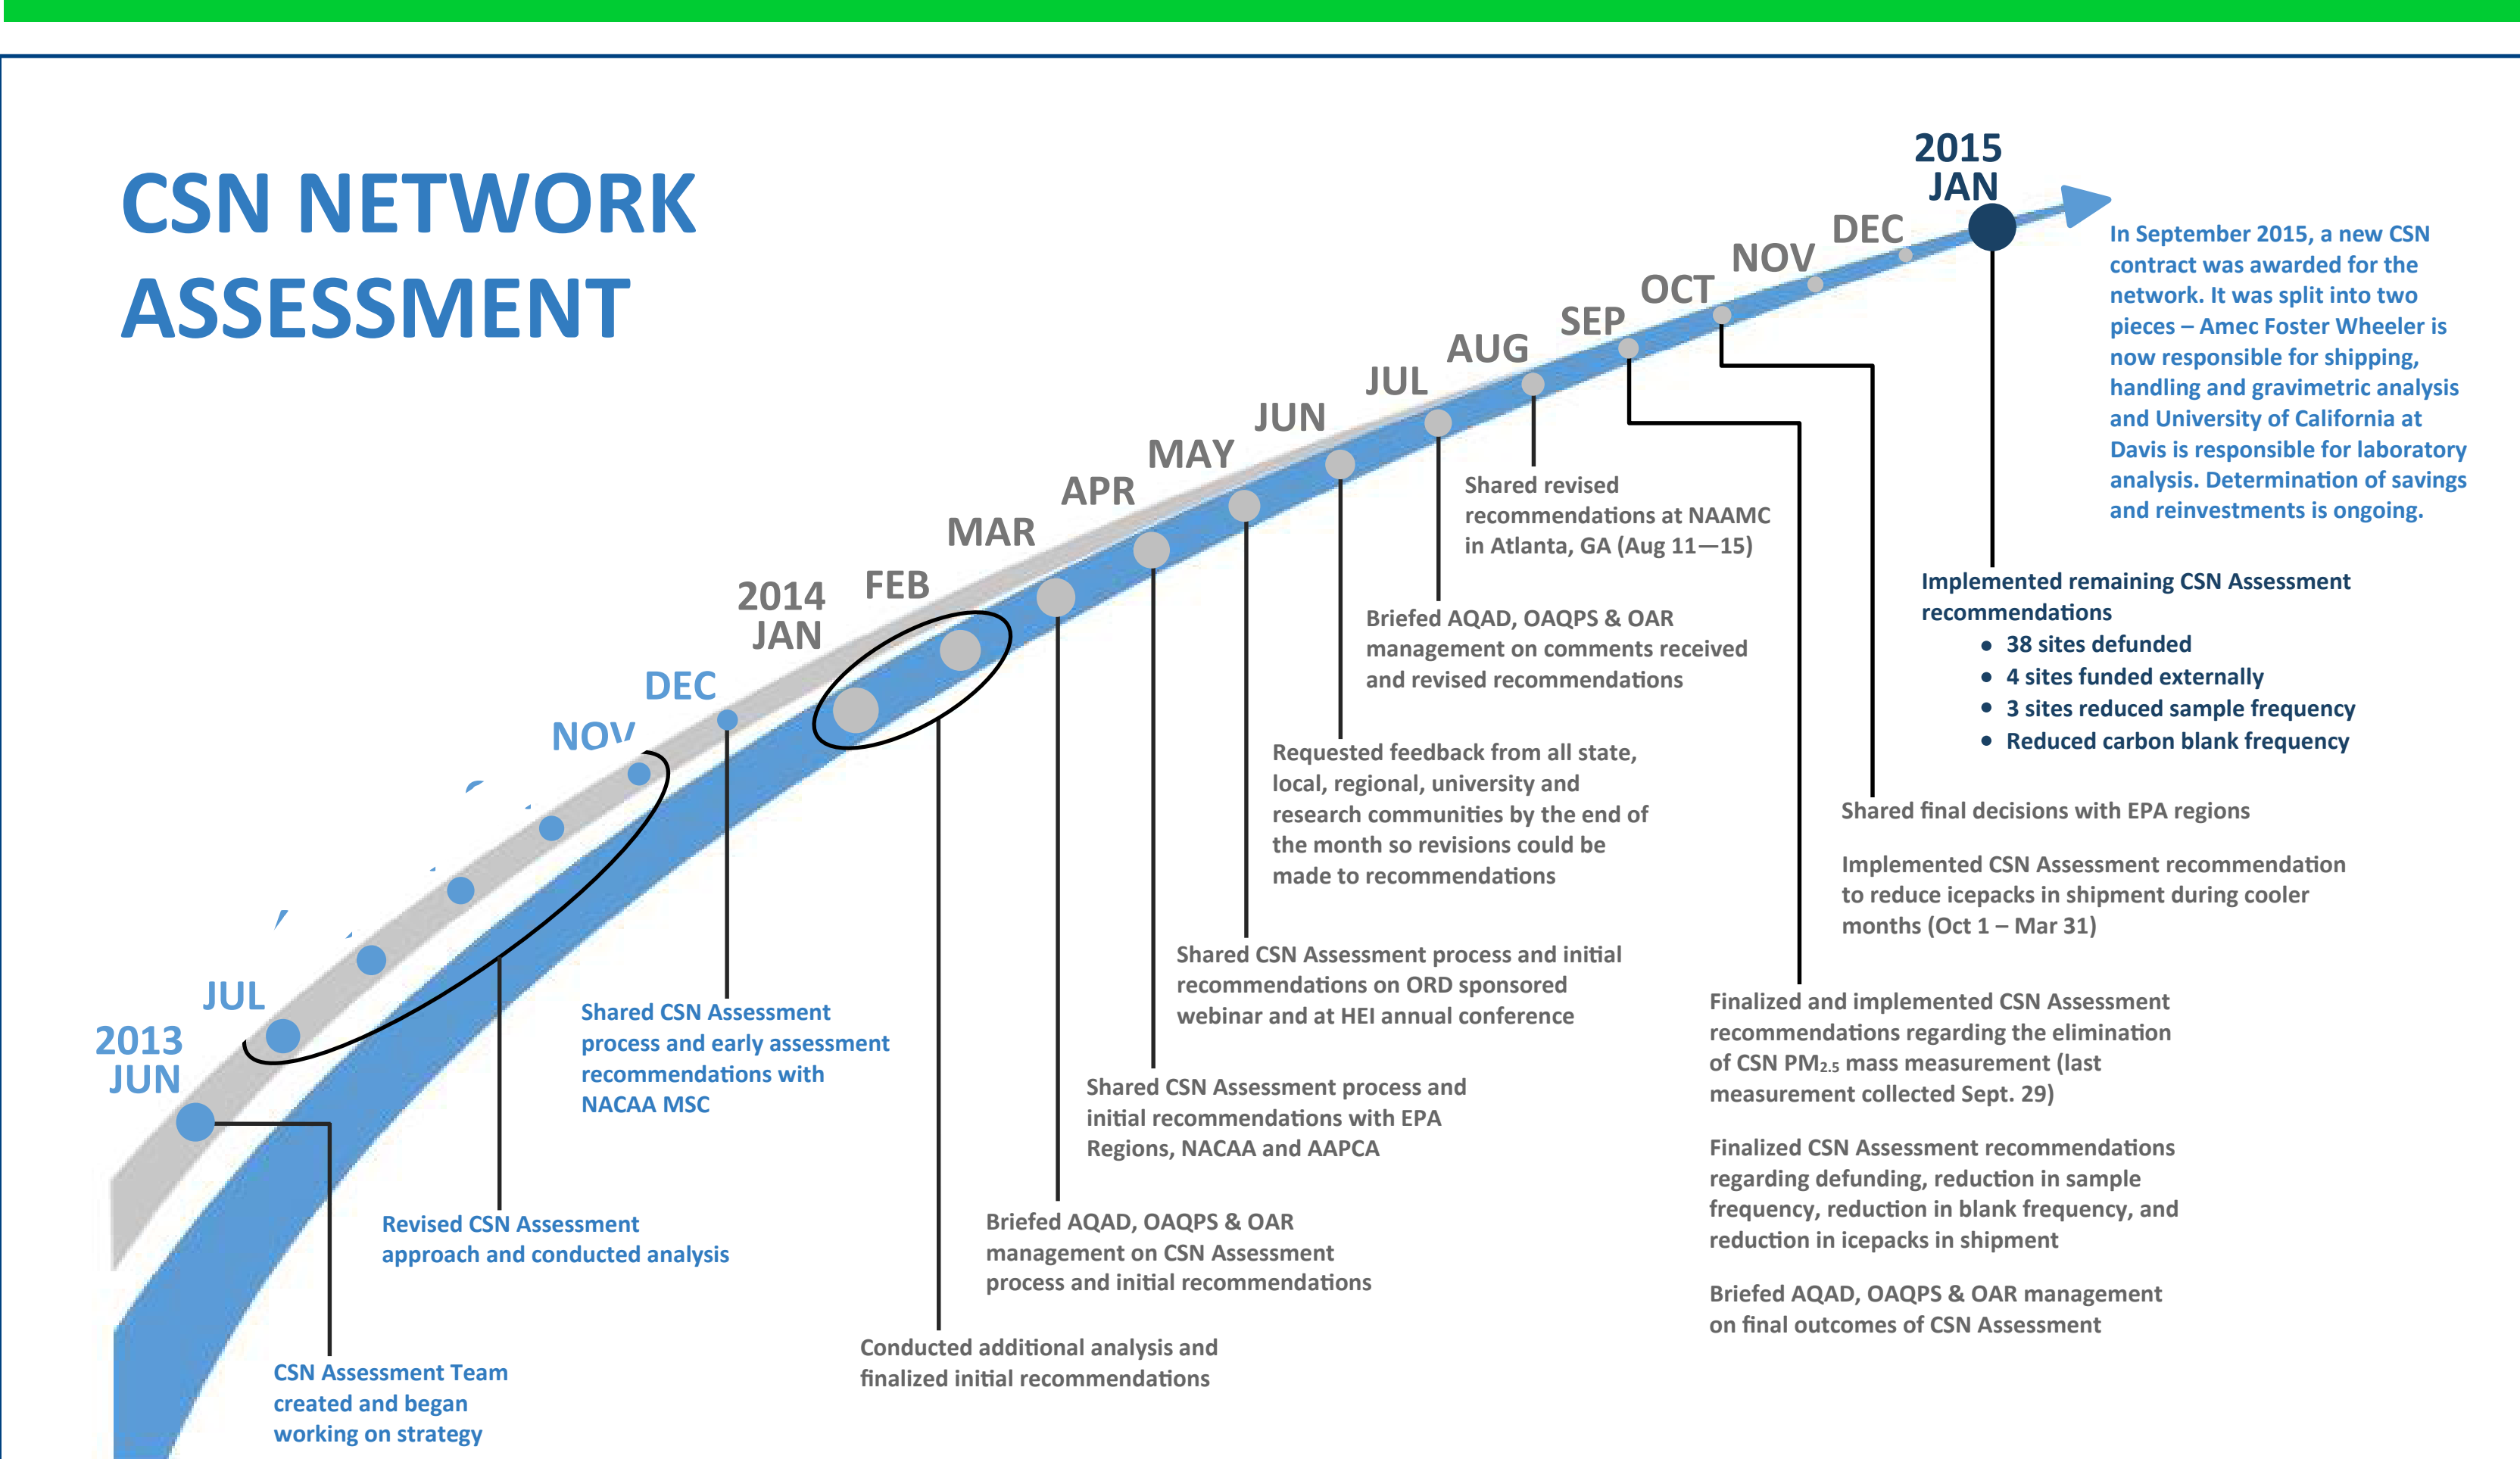 CSN NETWORK
ASSESSMENT
2013
JUN
JUL
NOV
DEC
2014
JAN
FEB
MAR
APR
MAY
JUN
JUL
AUG
SEP
OCT
NOV
DEC
2015
JAN
CSN Assessment Team
created and began
working on strategy
Revised CSN Assessment
approach and conducted analysis
Shared CSN Assessment
process and early assessment
recommendations with
NACAA MSC
Conducted additional analysis and
finalized initial recommendations
Briefed AQAD, OAQPS & OAR
management on CSN Assessment
process and initial recommendations
Shared CSN Assessment process and
initial recommendations with EPA
Regions, NACAA and AAPCA
Shared CSN Assessment process and initial
recommendations on ORD sponsored
webinar and at HEI annual conference
Requested feedback from all state,
local, regional, university and
research communities by the end of
the month so revisions could be
made to recommendations
Briefed AQAD, OAQPS & OAR
management on comments received
and revised recommendations
Shared revised
recommendations at NAAMC
in Atlanta, GA (Aug 11—15)
Finalized and implemented CSN Assessment
recommendations regarding the elimination
of CSN PM2.5 mass measurement (last
measurement collected Sept. 29)
Finalized CSN Assessment recommendations
regarding defunding, reduction in sample
frequency, reduction in blank frequency, and
reduction in icepacks in shipment
Briefed AQAD, OAQPS & OAR management
on final outcomes of CSN Assessment
Shared final decisions with EPA regions
Implemented CSN Assessment recommendation
to reduce icepacks in shipment during cooler
months (Oct 1 – Mar 31)
Implemented remaining CSN Assessment
recommendations
• 38 sites defunded
• 4 sites funded externally
• 3 sites reduced sample frequency
• Reduced carbon blank frequency
In September 2015, a new CSN
contract was awarded for the
network. It was split into two
pieces – Amec Foster Wheeler is
now responsible for shipping,
handling and gravimetric analysis
and University of California at
Davis is responsible for laboratory
analysis. Determination of savings
and reinvestments is ongoing.